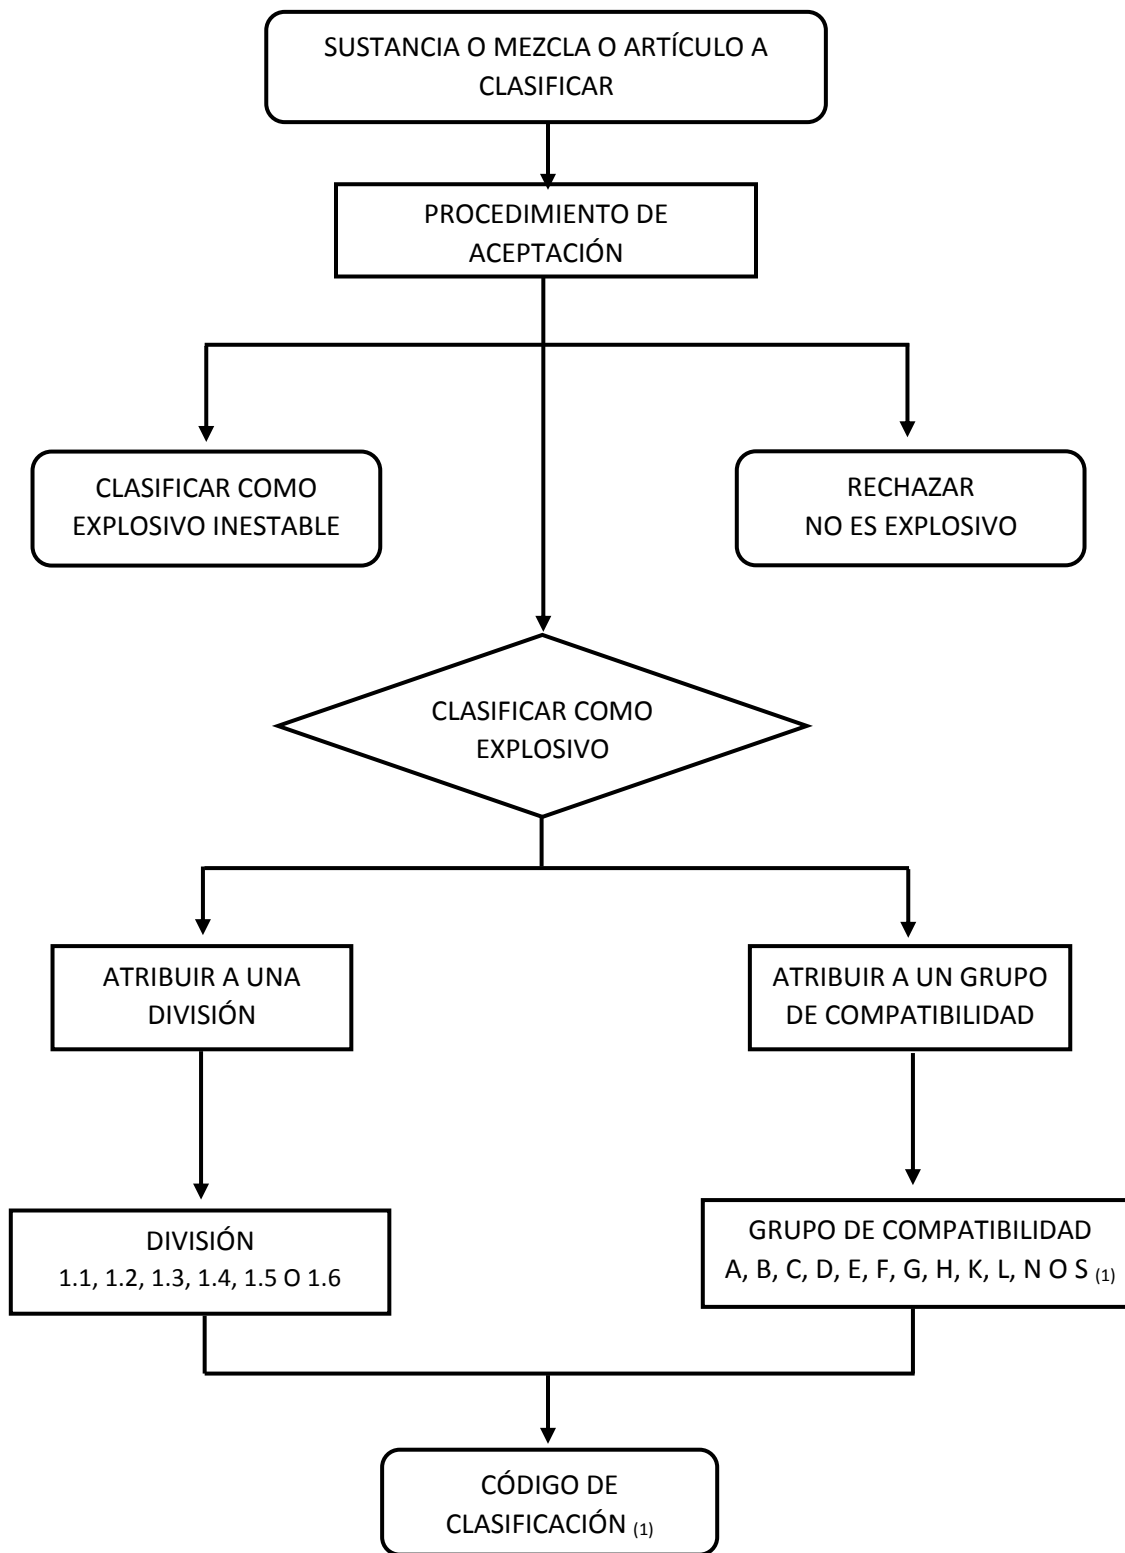 SUSTANCIA O MEZCLA O ARTÍCULO A
CLASIFICAR
PROCEDIMIENTO DE
ACEPTACIÓN
CLASIFICAR COMO
EXPLOSIVO INESTABLE
RECHAZAR
NO ES EXPLOSIVO
CLASIFICAR COMO
EXPLOSIVO
ATRIBUIR A UNA
DIVISIÓN
ATRIBUIR A UN GRUPO
DE COMPATIBILIDAD
DIVISIÓN
1.1, 1.2, 1.3, 1.4, 1.5 O 1.6
GRUPO DE COMPATIBILIDAD
A, B, C, D, E, F, G, H, K, L, N O S (1)
CÓDIGO DE
CLASIFICACIÓN (1)